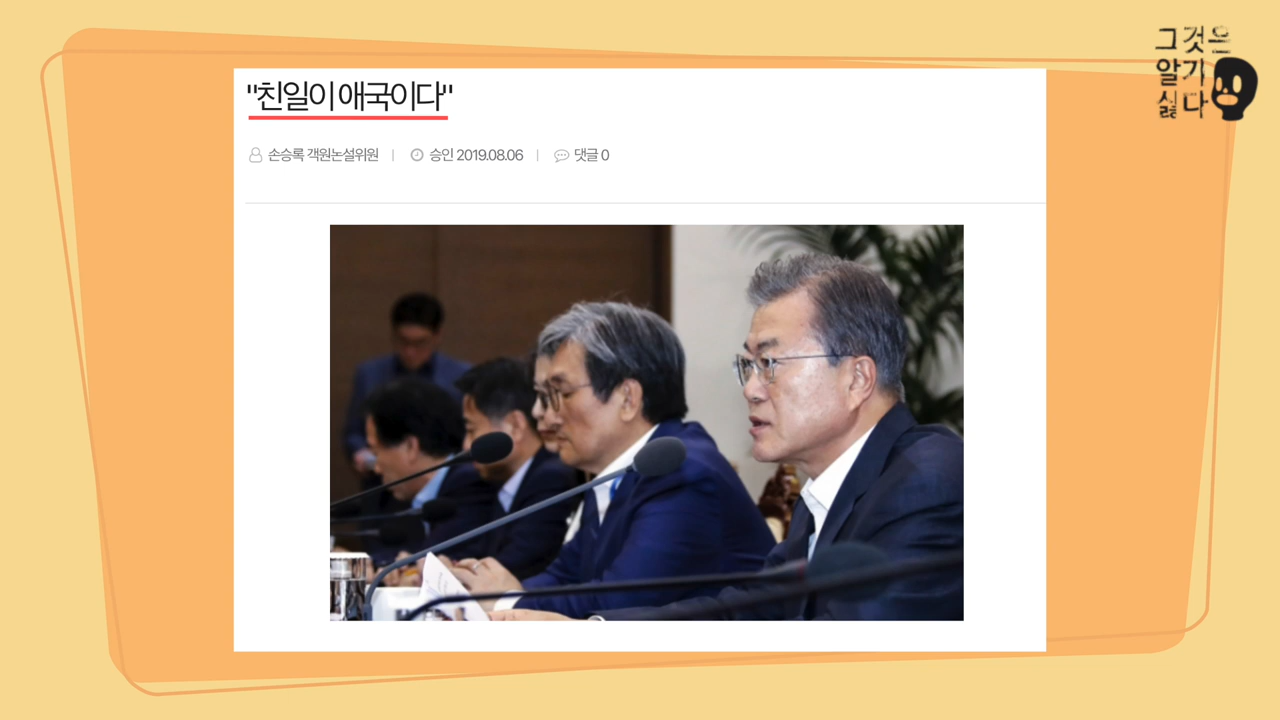 "친일이 애국이다"
손승록 객원논설위원 | 승인 2019.08.06 | 댓글 0
그것은
알기
싫다